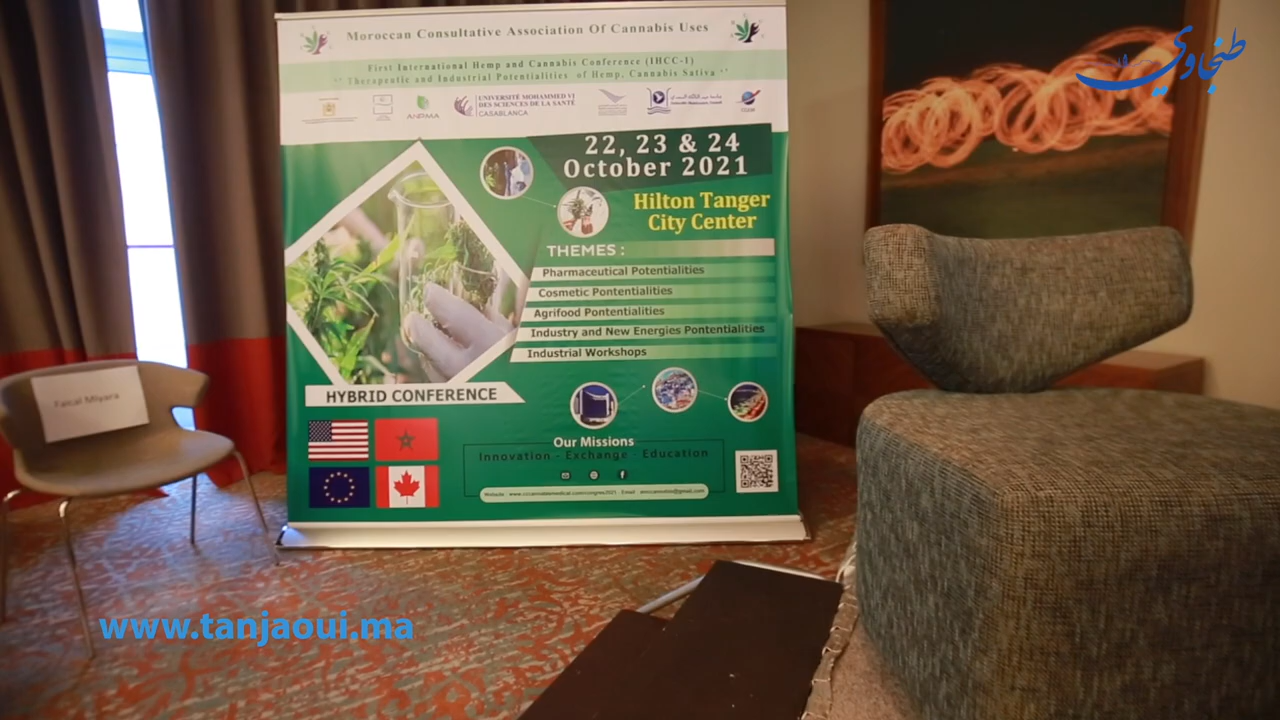 Moroccan Consultative Association Of Cannabis Uses
First International Hemp and Cannabis Conference (IHCC-1)
‘‘ Therapeutic and Industrial Potentialities of Hemp, Cannabis Sativa ’’
ANPMA
UNIVERSITÉ MOHAMMED VI
DES SCIENCES DE LA SANTÉ
CASABLANCA
22, 23 & 24
October 2021
Hilton Tanger
City Center
THEMES :
Pharmaceutical Potentialities
Cosmetic Pontentialities
Agrifood Pontentialities
Industry and New Energies Pontentialities
Industrial Workshops
HYBRID CONFERENCE
Our Missions
Innovation - Exchange - Education
Faical Miyara
طنجاوي
www.tanjaoui.ma